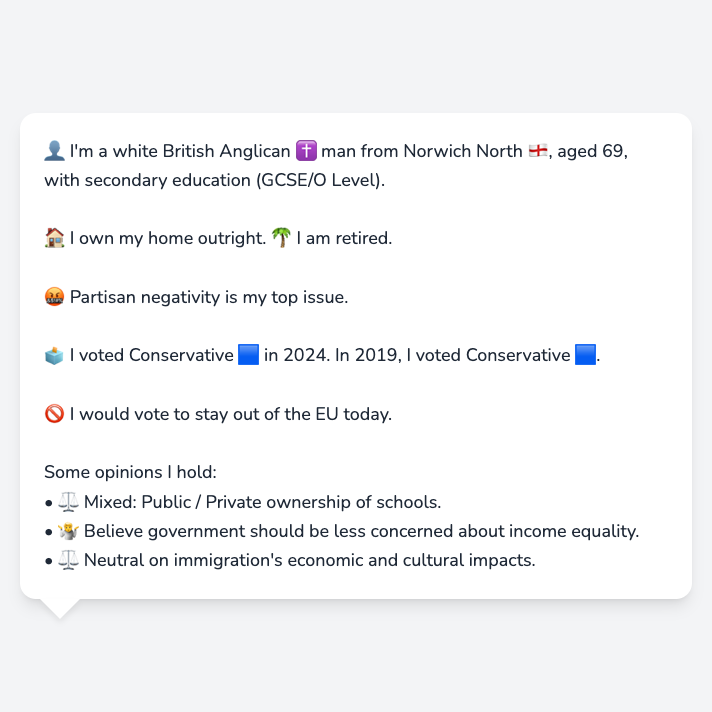 👤 I'm a white British Anglican ✝️ man from Norwich North 🏴󠁧󠁢󠁥󠁮󠁧󠁿, aged 69,
with secondary education (GCSE/O Level).
🏠 I own my home outright. 🌴 I am retired.
🤬 Partisan negativity is my top issue.
🗳️ I voted Conservative 🟦 in 2024. In 2019, I voted Conservative 🟦.
🚫 I would vote to stay out of the EU today.
Some opinions I hold:
• ⚖️ Mixed: Public / Private ownership of schools.
• 🤷 Believe government should be less concerned about income equality.
• ⚖️ Neutral on immigration's economic and cultural impacts.